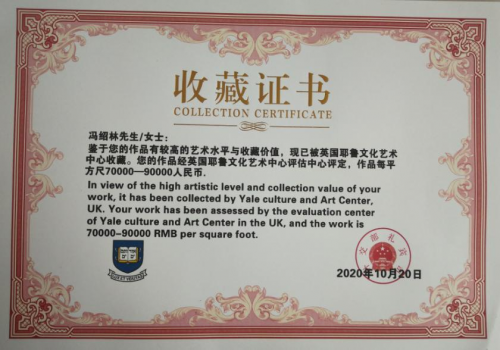 收藏证书
COLLECTION CERTIFICATE
冯绍林先生/女士：
鉴于您的作品有较高的艺术水平与收藏价值，现已被英国耶鲁文化艺术
中心收藏。您的作品经英国耶鲁文化艺术中心评估中心评定，作品每平
方尺70000—90000人民币.
In view of the high artistic level and collection value of your
work, it has been collected by Yale culture and Art Center,
UK. Your work has been assessed by the evaluation center
of Yale culture and Art Center in the UK, and the work is
70000-90000 RMB per square foot.
2020年10月20日